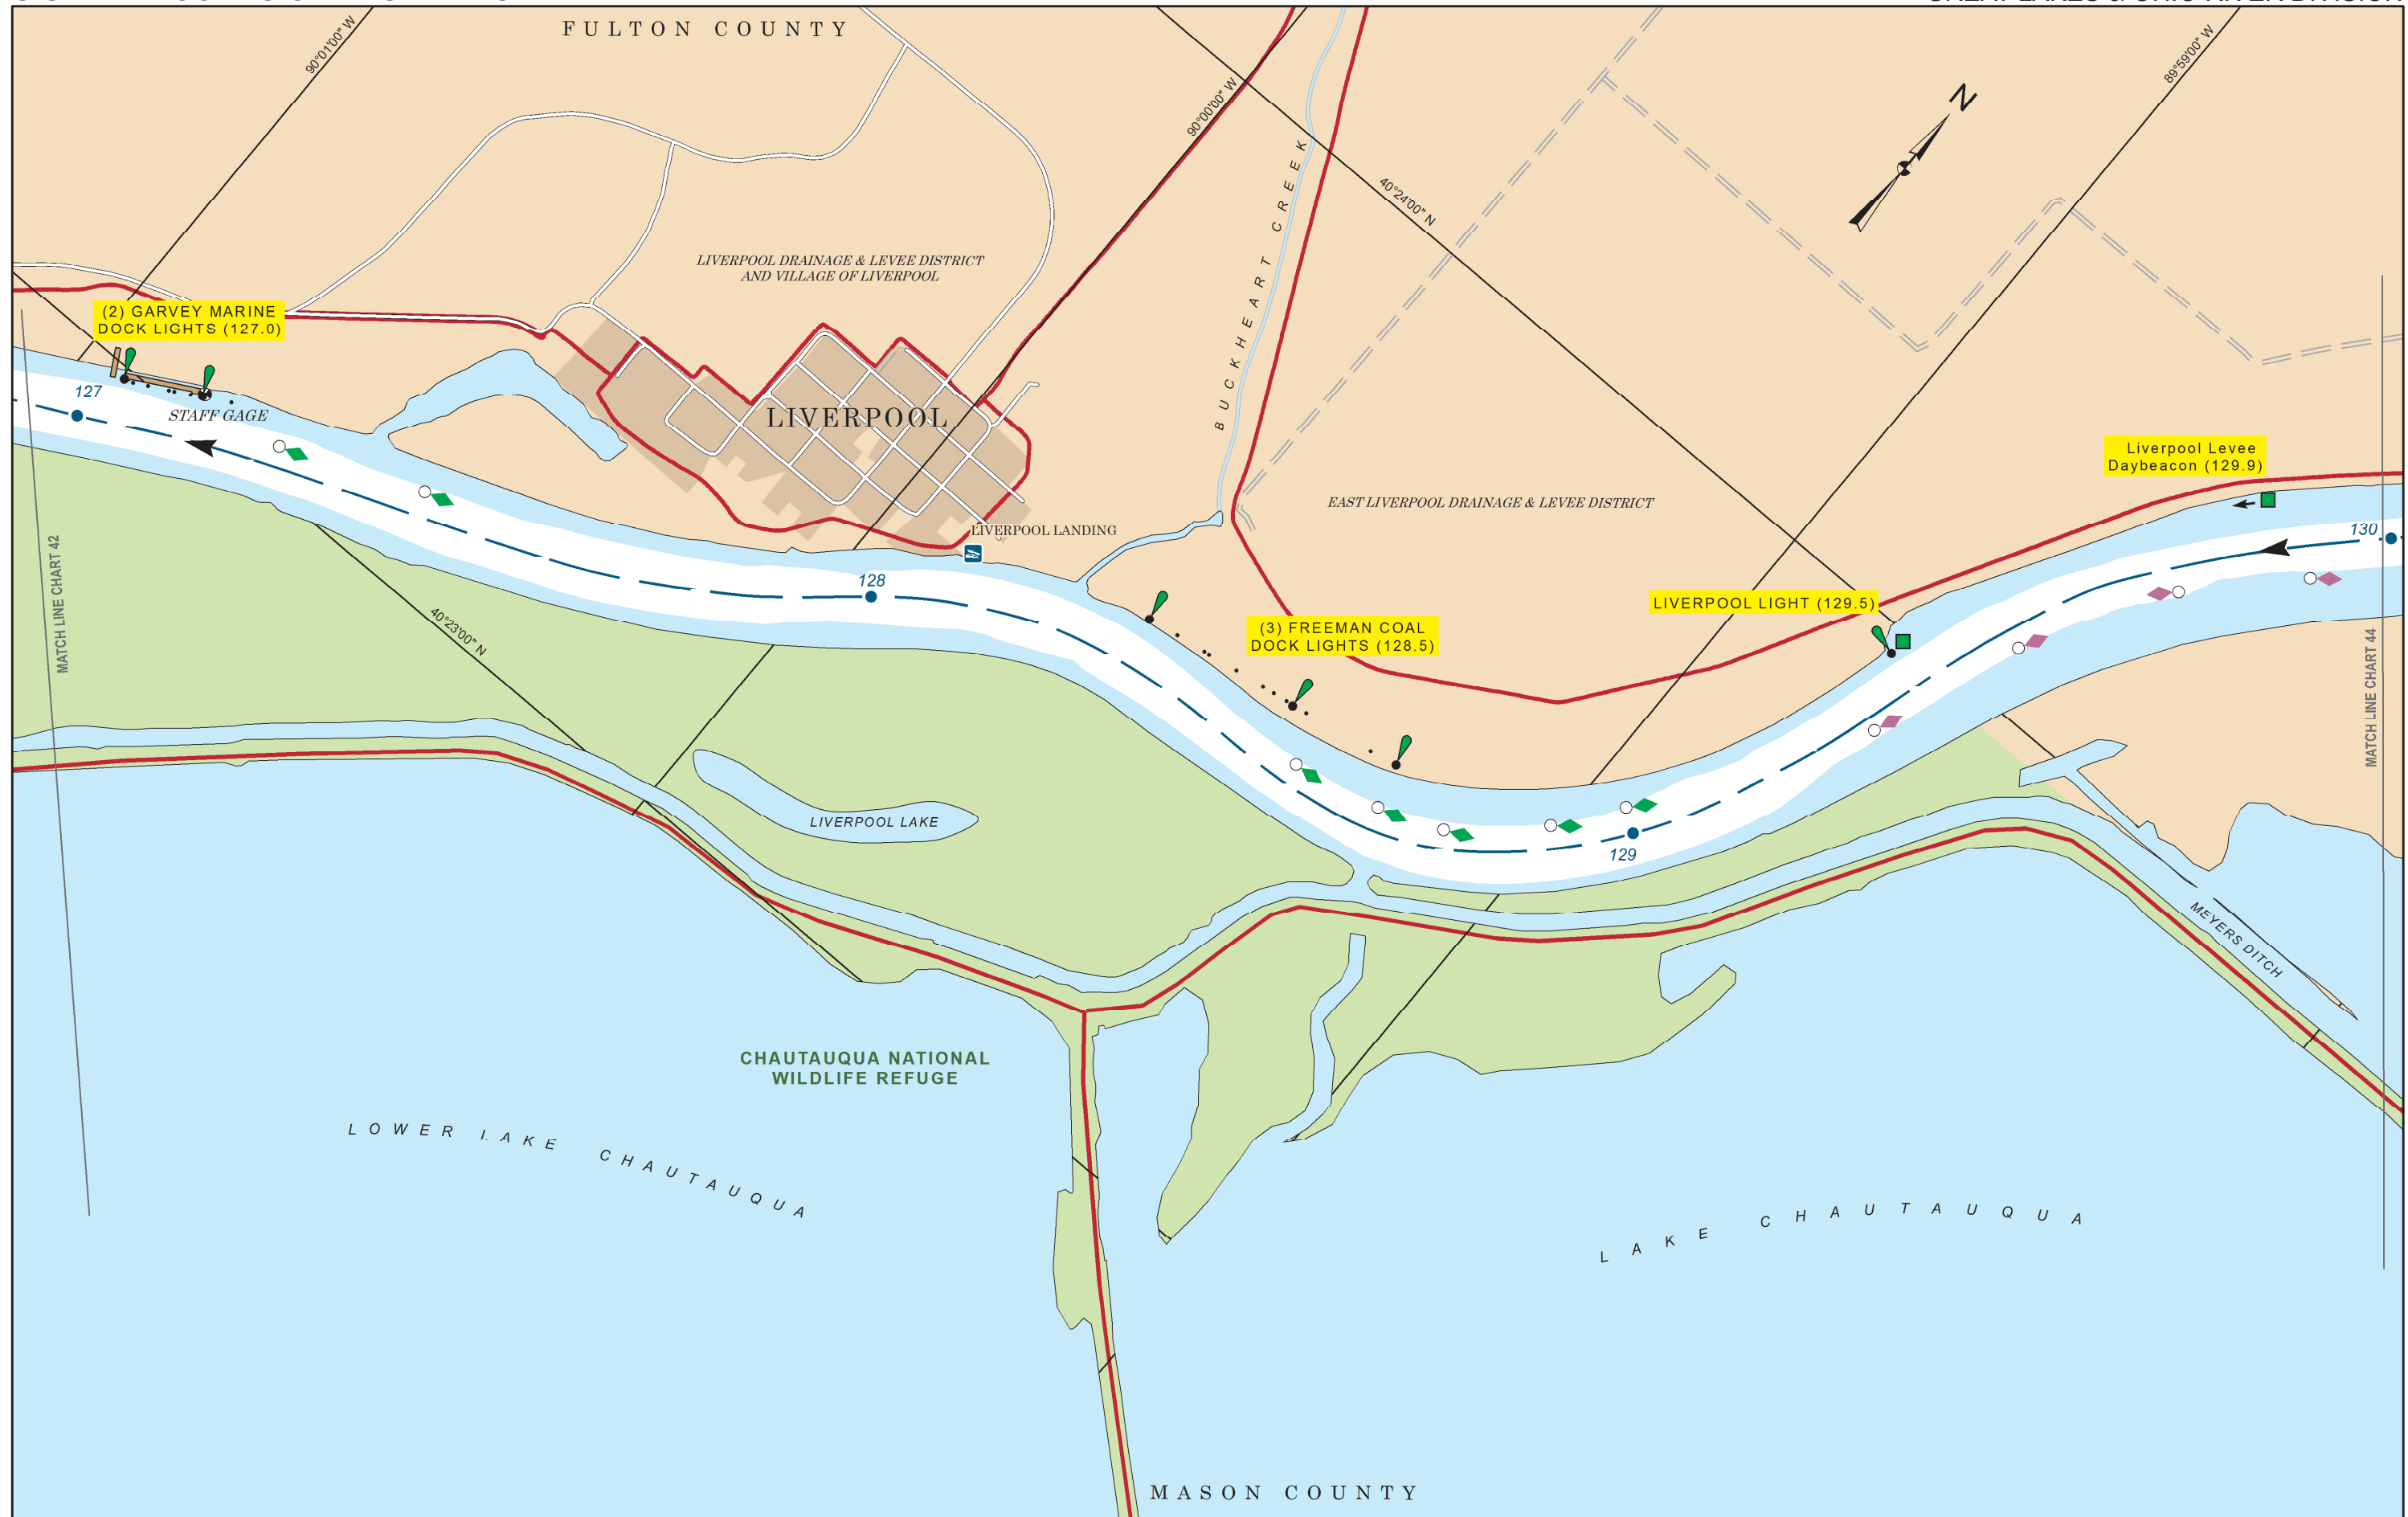 FULTON COUNTY
90°01'00" W
90°00'00" W
89°59'00" W
N
BUCKHEART CREEK
40°24'00" N
LIVERPOOL DRAINAGE & LEVEE DISTRICT
AND VILLAGE OF LIVERPOOL
(2) GARVEY MARINE
DOCK LIGHTS (127.0)
127
STAFF GAGE
LIVERPOOL
Liverpool Levee
Daybeacon (129.9)
EAST LIVERPOOL DRAINAGE & LEVEE DISTRICT
LIVERPOOL LANDING
130
128
MATCH LINE CHART 42
40°23'00" N
LIVERPOOL LIGHT (129.5)
(3) FREEMAN COAL
DOCK LIGHTS (128.5)
MATCH LINE CHART 44
LIVERPOOL LAKE
129
MEYERS DITCH
CHAUTAUQUA NATIONAL
WILDLIFE REFUGE
LOWER LAKE CHAUTAUQUA
LAKE CHAUTAUQUA
MASON COUNTY